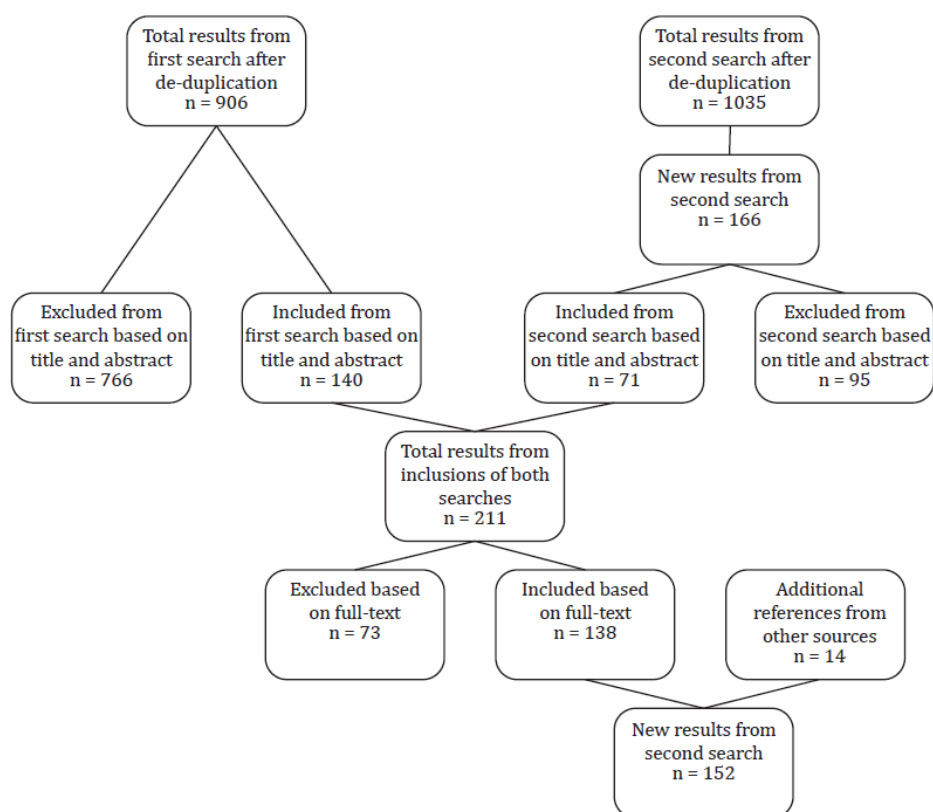 Total results from
first search after
de-duplication
n = 906
Total results from
second search after
de-duplication
n = 1035
New results from
second search
n = 166
Excluded from
first search based on
title and abstract
n = 766
Included from
first search based on
title and abstract
n = 140
Included from
second search based
on title and abstract
n = 71
Excluded from
second search based
on title and abstract
n = 95
Total results from
inclusions of both
searches
n = 211
Excluded based
on full-text
n = 73
Included based
on full-text
n = 138
Additional
references from
other sources
n = 14
New results from
second search
n = 152